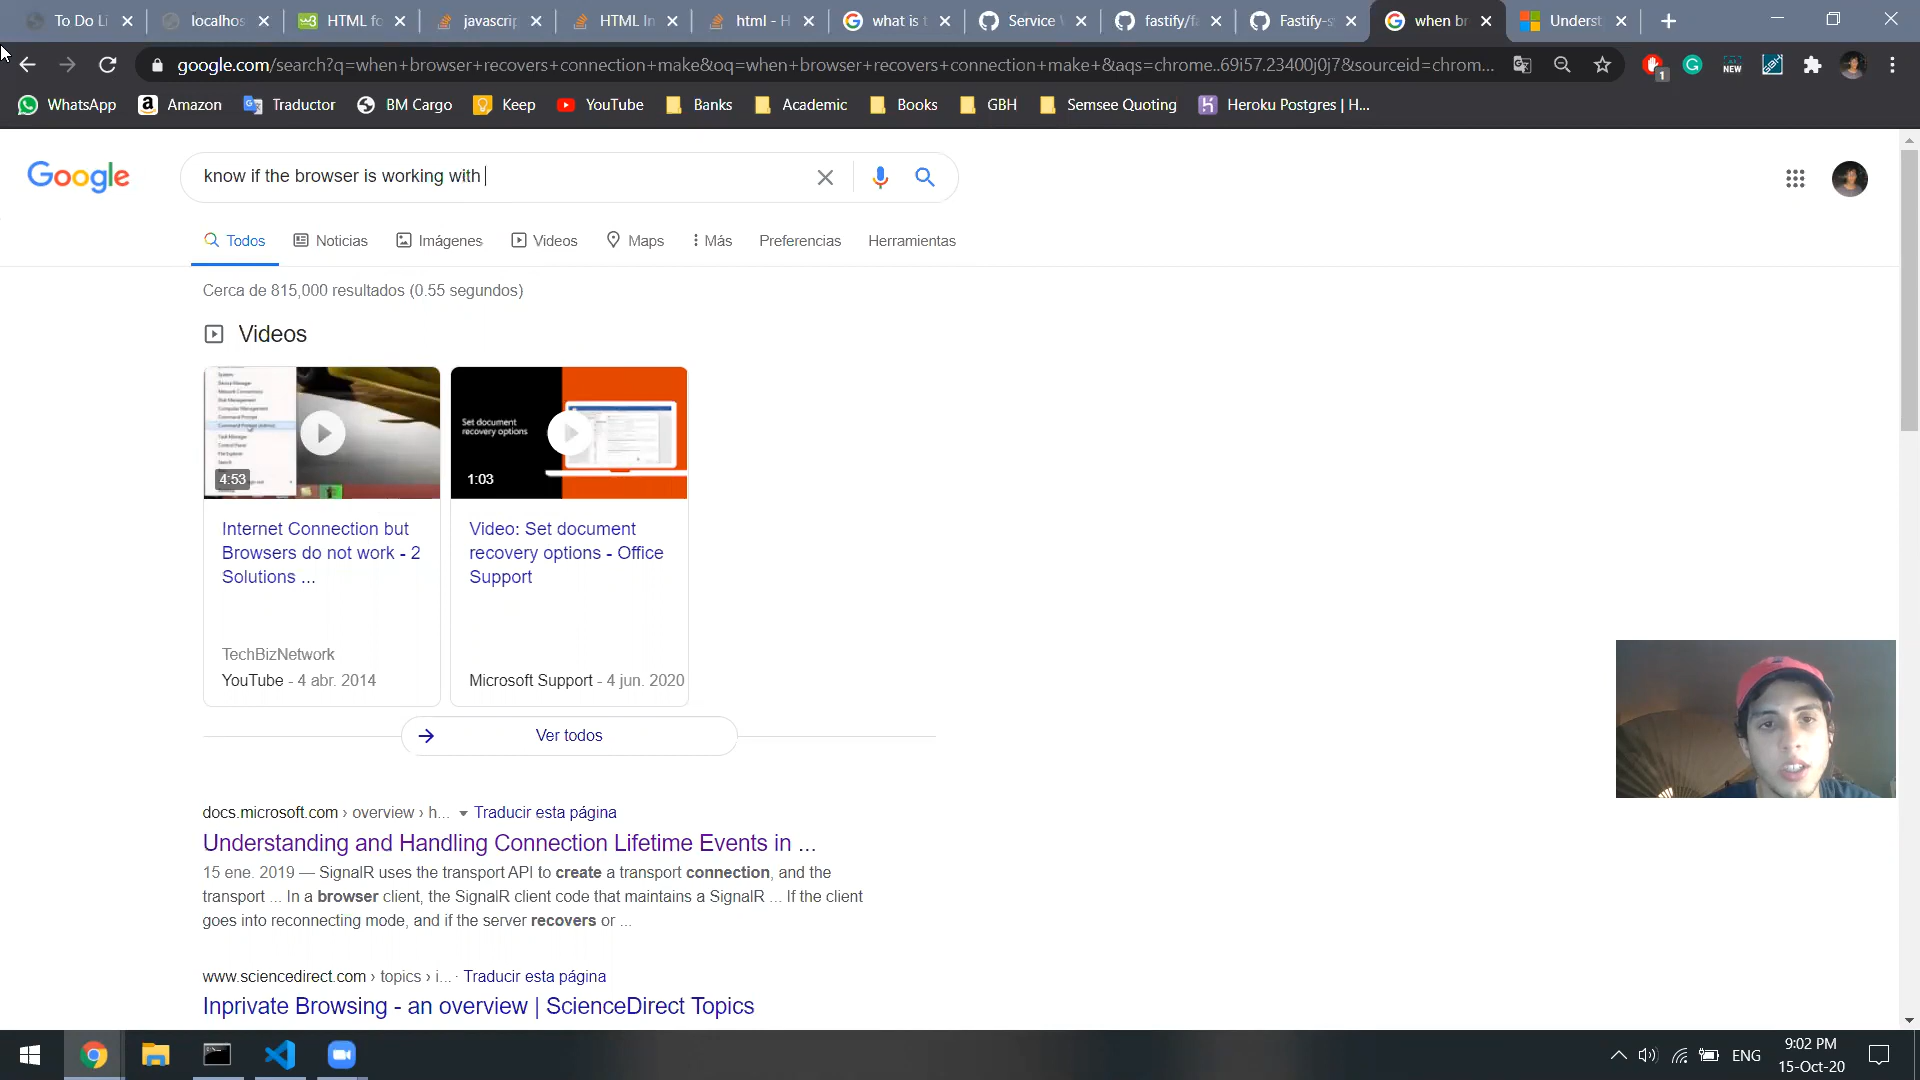 To Do Li
localhos
HTML fo
javascrip
HTML In
html - H
what is t
Service
fastify/fa
Fastify-s
when br
Underst
google.com/search?q=when+browser+recovers+connection+make&oq=when+browser+recovers+connection+make+&aqs=chrome..69i57.23400j0j7&sourceid=chrom...
1
NEW
WhatsApp
Amazon
Traductor
BM Cargo
Keep
YouTube
Banks
Academic
Books
GBH
Semsee Quoting
Heroku Postgres | H...
Google
know if the browser is working with
Todos
Noticias
Imágenes
Videos
Maps
Más
Preferencias
Herramientas
Cerca de 815,000 resultados (0.55 segundos)
Videos
4:53
Set document
recovery options
1:03
Internet Connection but
Browsers do not work - 2
Solutions ...
TechBizNetwork
YouTube - 4 abr. 2014
Video: Set document
recovery options - Office
Support
Microsoft Support - 4 jun. 2020
Ver todos
docs.microsoft.com › overview › h... Traducir esta página
Understanding and Handling Connection Lifetime Events in ...
15 ene. 2019 — SignalR uses the transport API to create a transport connection, and the
transport ... In a browser client, the SignalR client code that maintains a SignalR ... If the client
goes into reconnecting mode, and if the server recovers or ...
www.sciencedirect.com › topics › i... · Traducir esta página
Inprivate Browsing - an overview | ScienceDirect Topics
ENG
9:02 PM
15-Oct-20